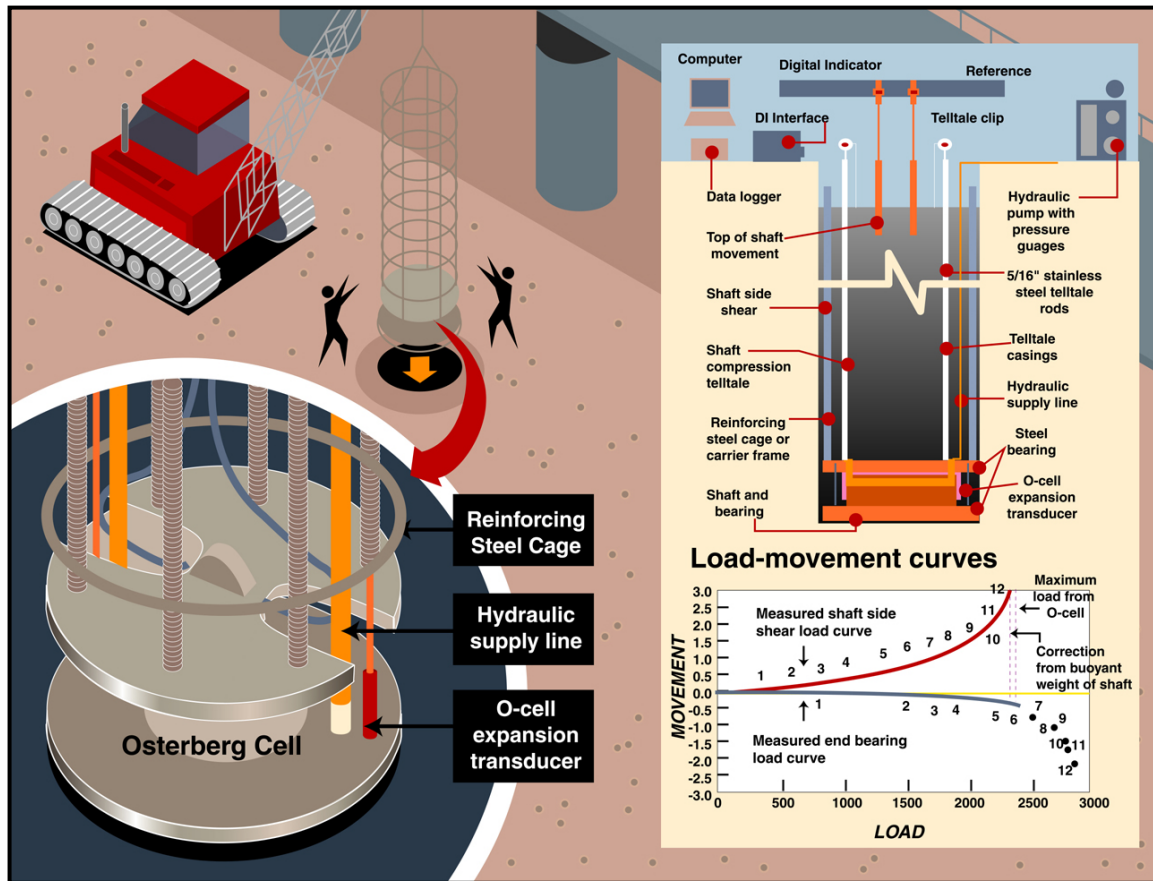 Computer
Digital Indicator
Reference
DI Interface
Telltale clip
Data logger
Top of shaft
movement
Shaft side
shear
Shaft
compression
telltale
Reinforcing
steel cage or
carrier frame
Shaft and
bearing
Hydraulic
pump with
pressure
guages
5/16" stainless
steel telltale
rods
Telltale
casings
Hydraulic
supply line
Steel
bearing
O-cell
expansion
transducer
Reinforcing
Steel Cage
Hydraulic
supply line
O-cell
expansion
transducer
Osterberg Cell
Load-movement curves
MOVEMENT
3.0
2.5
2.0
1.5
1.0
0.5
0.0
-0.5
-1.0
-1.5
-2.0
-2.5
-3.0
Measured shaft side
shear load curve
1 2 3 4 5 6 7 8 9 10 11 12
Maximum
load from
O-cell
Correction
from buoyant
weight of shaft
1 2 3 4 5 6 7 8 9 10 11 12
Measured end bearing
load curve
0 500 1000 1500 2000 2500 3000
LOAD